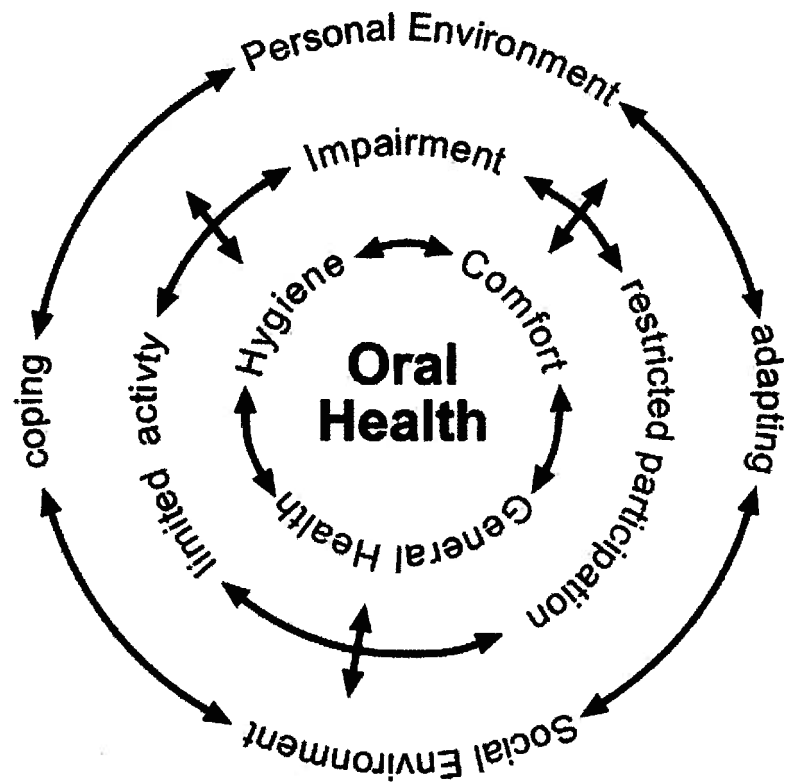 Personal Environment
Impairment
Hygiene
Comfort
Oral
Health
coping
limited activty
restricted participation
adapting
General Health
Social Environment